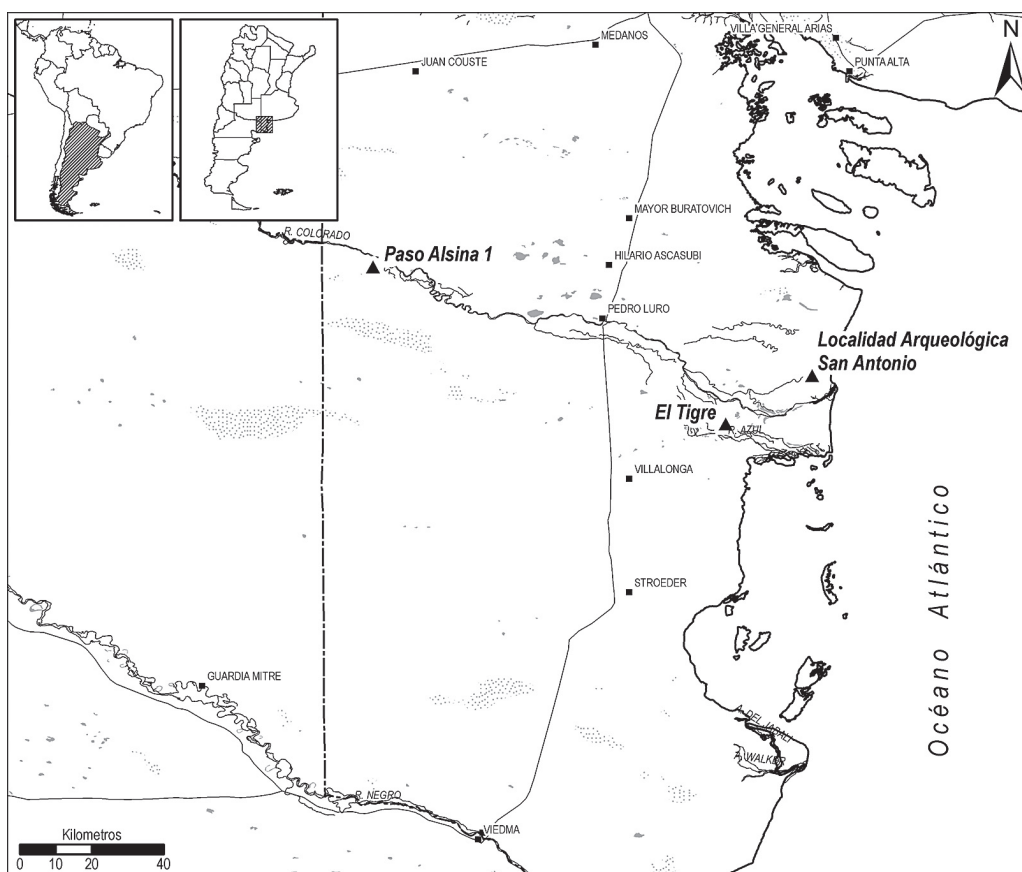 VILLA GENERAL ARIAS
N
MEDANOS
JUAN COUSTE
PUNTA ALTA
MAYOR BURATOVICH
R. COLORADO
Paso Alsina 1
HILARIO ASCASUBI
PEDRO LURO
Localidad Arqueológica
San Antonio
El Tigre
R. AZUL
VILLALONGA
Océano Atlántico
STROEDER
GUARDIA MITRE
A. WALKER
R. NEGRO
VIEDMA
Kilometros
0 10 20 40